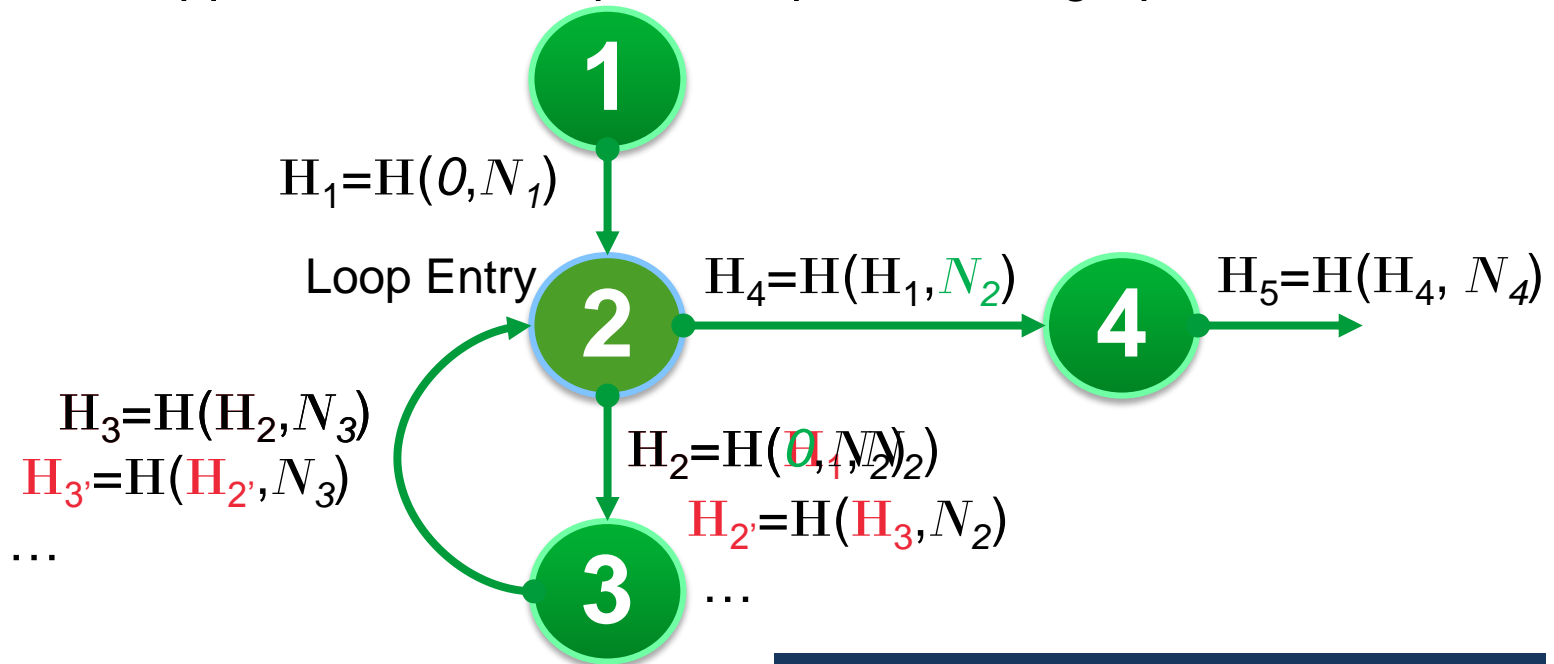 1
H₁=H(0,N₁)
Loop Entry
2
H₄=H(H₁,N₂)
4
H₅=H(H₄, N₄)
H₃=H(H₂,N₃)
H₂=H(
H₃’=H(H₂’,N₃)
H₂’=H(H₃,N₂)
…
3
…